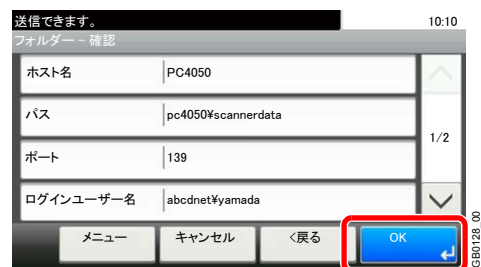 送信できます。 10:10
フォルダー - 確認
ホスト名 PC4050
パス pc4050¥scannerdata
1/2
ポート 139
ログインユーザー名 abcdnet¥yamada
メニュー キャンセル <戻る OK
GB0128_00